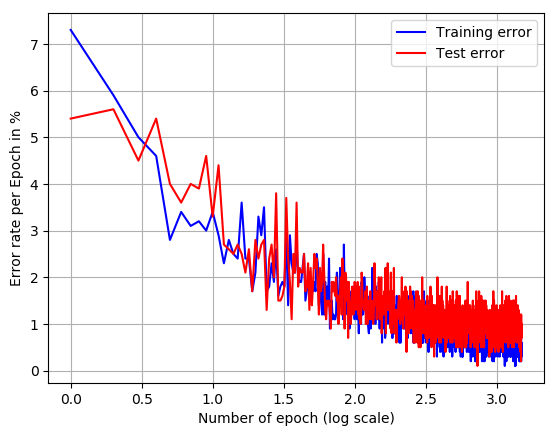 Training error
Test error
Error rate per Epoch in %
7
6
5
4
3
2
1
0
0.0 0.5 1.0 1.5 2.0 2.5 3.0
Number of epoch (log scale)